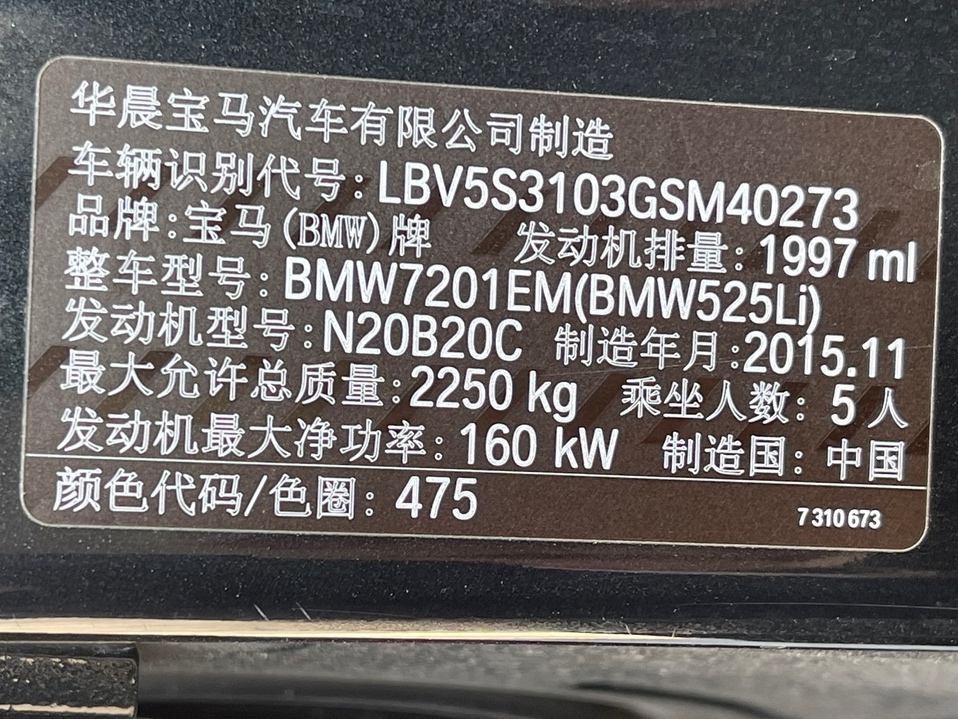 华晨宝马汽车有限公司制造
车辆识别代号: LBV5S3103GSM40273
品牌: 宝马(BMW)牌 发动机排量: 1997 ml
整车型号: BMW7201EM(BMW525Li)
发动机型号: N20B20C 制造年月: 2015.11
最大允许总质量: 2250 kg 乘坐人数: 5 人
发动机最大净功率: 160 kW 制造国: 中国
颜色代码/色圈: 475 7 310 673